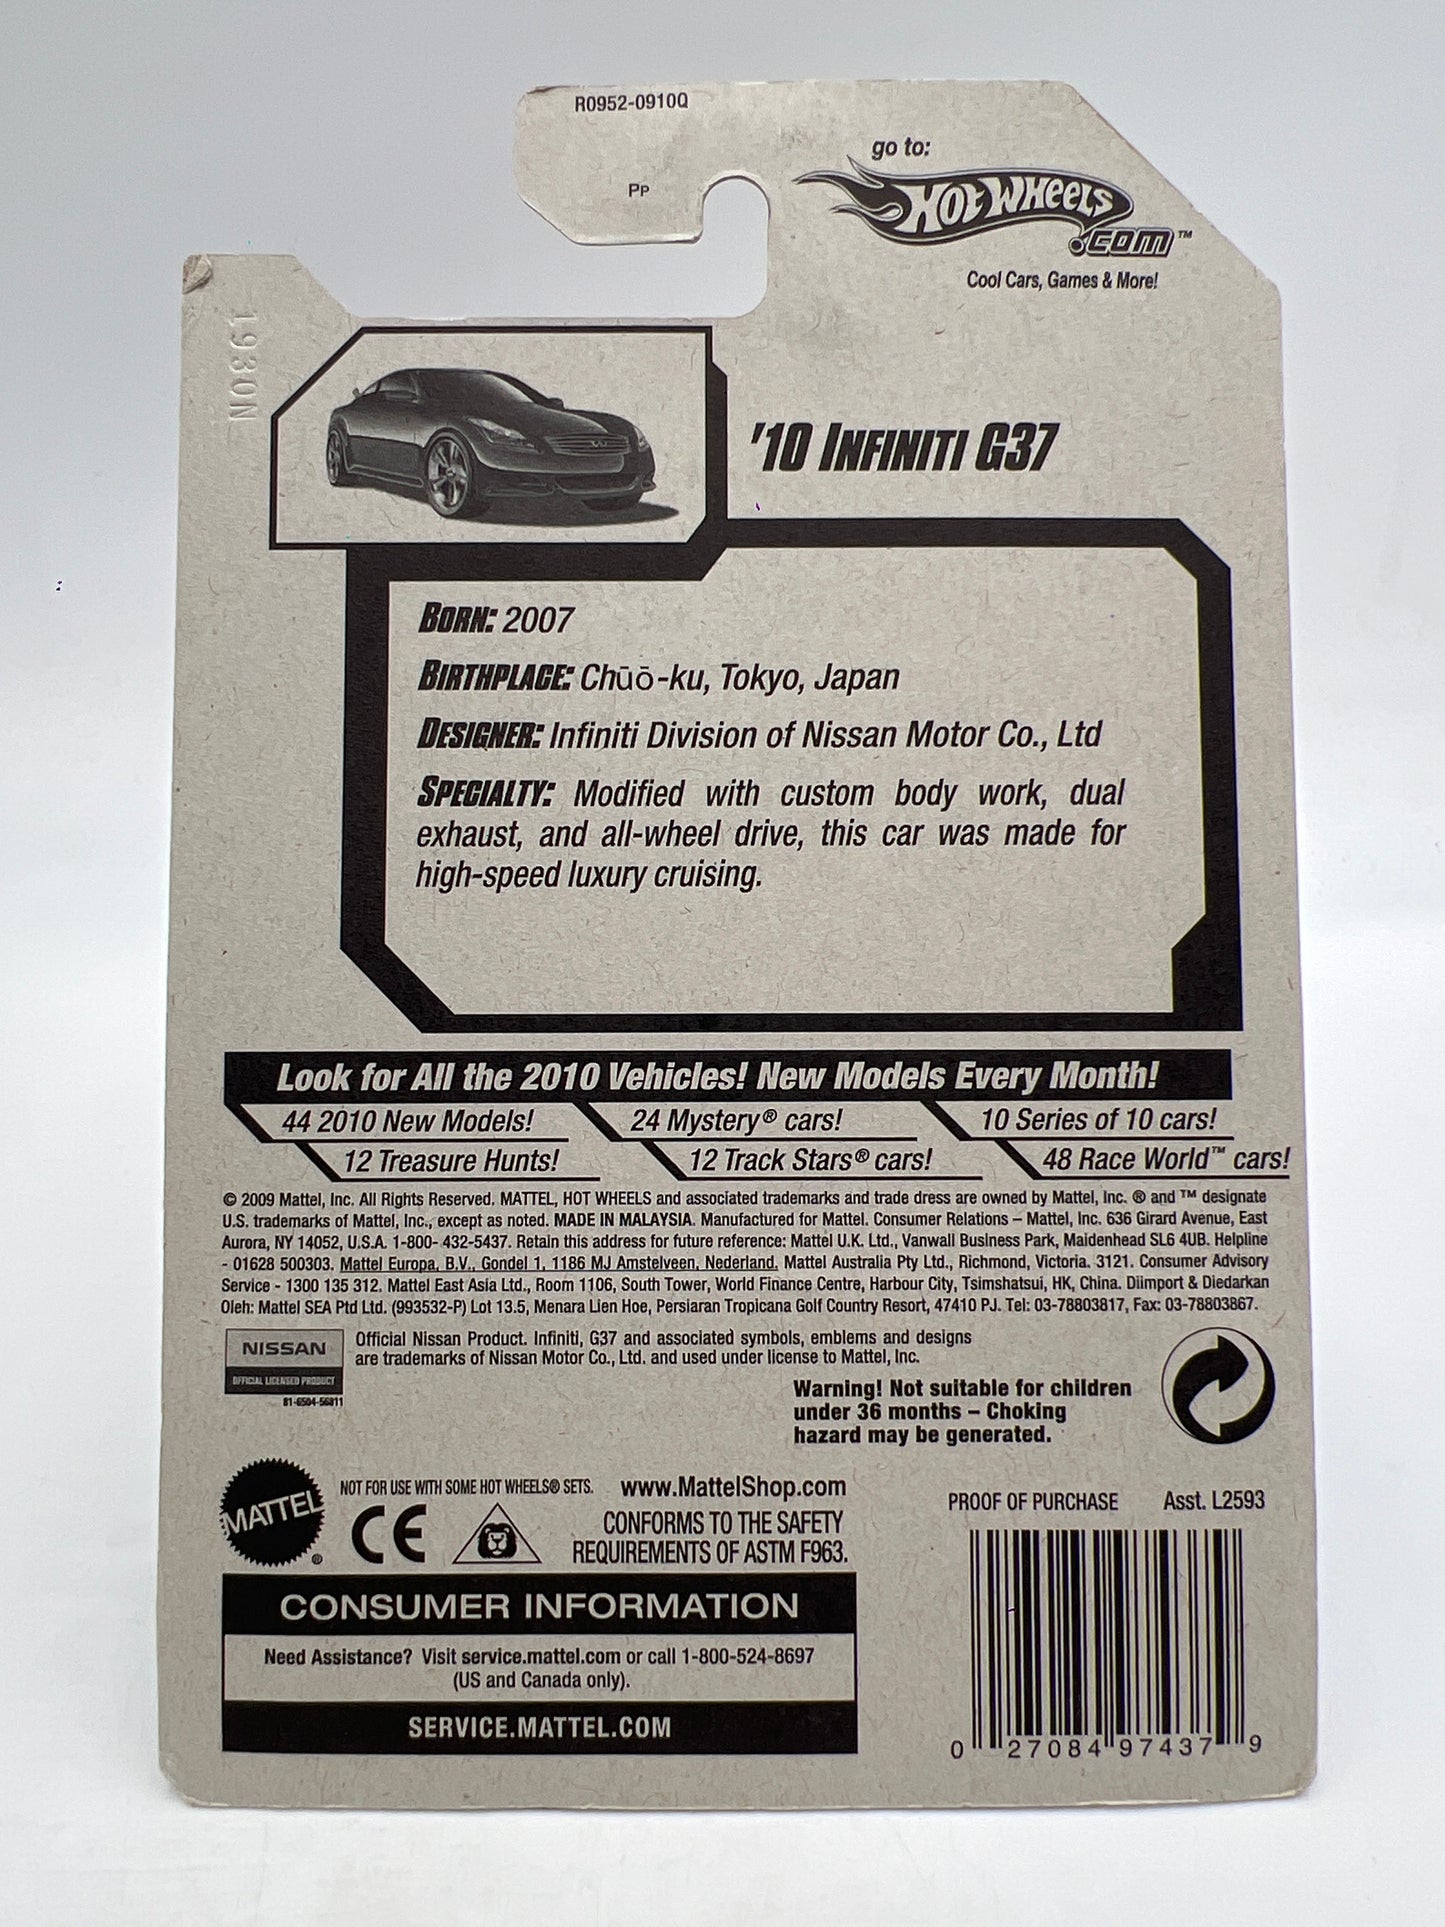 R0952-0910Q
PP
go to:
HOT WHEELS
.COM™
Cool Cars, Games & More!
1930N
'10 INFINITI G37
BORN: 2007
BIRTHPLACE: Chūō-ku, Tokyo, Japan
DESIGNER: Infiniti Division of Nissan Motor Co., Ltd
SPECIALTY: Modified with custom body work, dual
exhaust, and all-wheel drive, this car was made for
high-speed luxury cruising.
Look for All the 2010 Vehicles! New Models Every Month!
44 2010 New Models! 24 Mystery® cars! 10 Series of 10 cars!
12 Treasure Hunts! 12 Track Stars® cars! 48 Race World™ cars!
© 2009 Mattel, Inc. All Rights Reserved. MATTEL, HOT WHEELS and associated trademarks and trade dress are owned by Mattel, Inc. ® and ™ designate
U.S. trademarks of Mattel, Inc., except as noted. MADE IN MALAYSIA. Manufactured for Mattel. Consumer Relations – Mattel, Inc. 636 Girard Avenue, East
Aurora, NY 14052, U.S.A. 1-800- 432-5437. Retain this address for future reference: Mattel U.K. Ltd., Vanwall Business Park, Maidenhead SL6 4UB. Helpline
- 01628 500303. Mattel Europa, B.V., Gondel 1, 1186 MJ Amstelveen, Nederland. Mattel Australia Pty Ltd., Richmond, Victoria. 3121. Consumer Advisory
Service - 1300 135 312. Mattel East Asia Ltd., Room 1106, South Tower, World Finance Centre, Harbour City, Tsimshatsui, HK, China. Diimport & Diedarkan
Oleh: Mattel SEA Ptd Ltd. (993532-P) Lot 13.5, Menara Lien Hoe, Persiaran Tropicana Golf Country Resort, 47410 PJ. Tel: 03-78803817, Fax: 03-78803867.
NISSAN
OFFICIAL LICENSED PRODUCT
81-6504-56811
Official Nissan Product. Infiniti, G37 and associated symbols, emblems and designs
are trademarks of Nissan Motor Co., Ltd. and used under license to Mattel, Inc.
Warning! Not suitable for children
under 36 months – Choking
hazard may be generated.
MATTEL®
NOT FOR USE WITH SOME HOT WHEELS® SETS. www.MattelShop.com
CE
CONFORMS TO THE SAFETY
REQUIREMENTS OF ASTM F963.
PROOF OF PURCHASE Asst. L2593
CONSUMER INFORMATION
Need Assistance? Visit service.mattel.com or call 1-800-524-8697
(US and Canada only).
SERVICE.MATTEL.COM
0 27084 97437 9